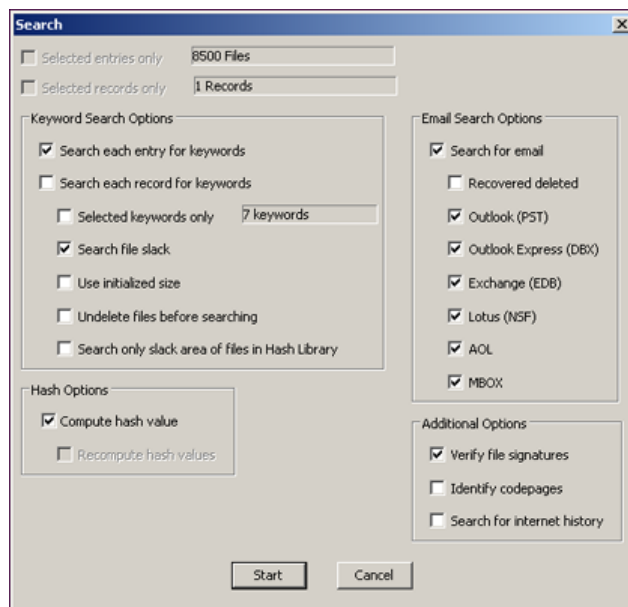 Search
Selected entries only 8500 Files
Selected records only 1 Records
Keyword Search Options
Search each entry for keywords
Search each record for keywords
Selected keywords only 7 keywords
Search file slack
Use initialized size
Undelete files before searching
Search only slack area of files in Hash Library
Hash Options
Compute hash value
Recompute hash values
Email Search Options
Search for email
Recovered deleted
Outlook (PST)
Outlook Express (DBX)
Exchange (EDB)
Lotus (NSF)
AOL
MBOX
Additional Options
Verify file signatures
Identify codepages
Search for internet history
Start Cancel